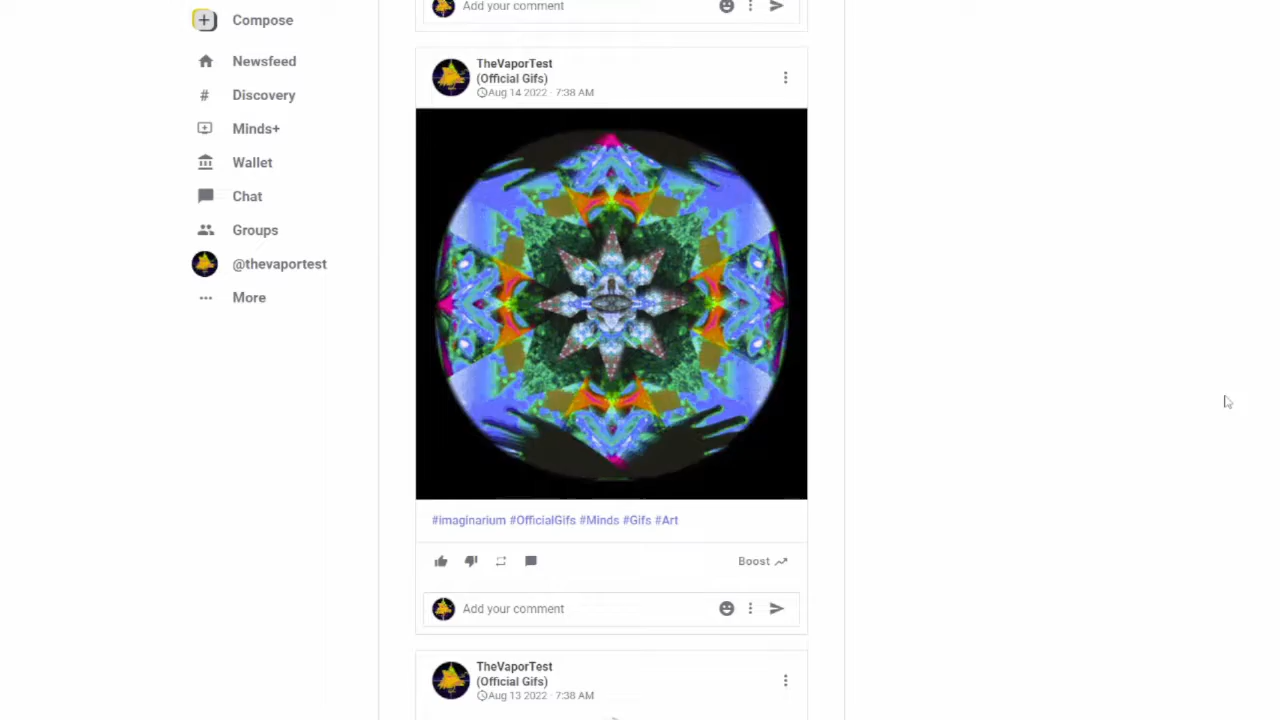 Compose
Newsfeed
# Discovery
Minds+
Wallet
Chat
Groups
@thevaportest
More
Add your comment
TheVaporTest
(Official Gifs)
Aug 14 2022 · 7:38 AM
#imaginarium #OfficialGifs #Minds #Gifs #Art
Boost
Add your comment
TheVaporTest
(Official Gifs)
Aug 13 2022 · 7:38 AM